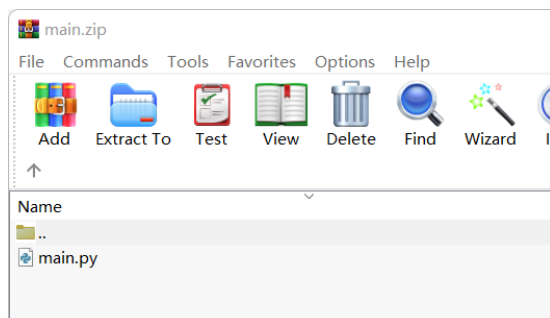 main.zip
File Commands Tools Favorites Options Help
Add Extract To Test View Delete Find Wizard
Name
..
main.py